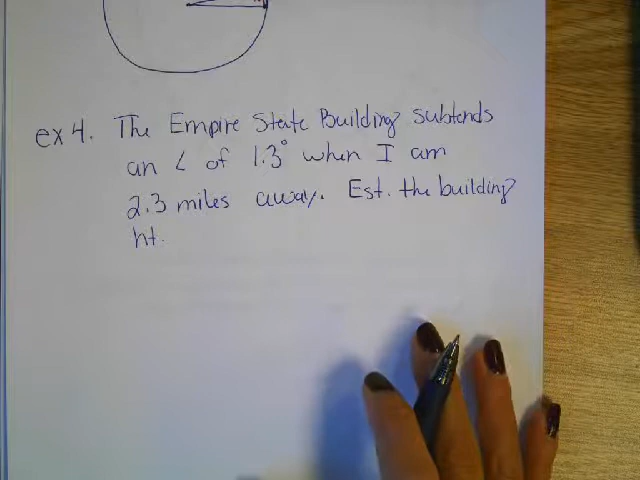 ex 4. The Empire State Building subtends
an ∠ of 1.3° when I am
2.3 miles away. Est. the building
ht.